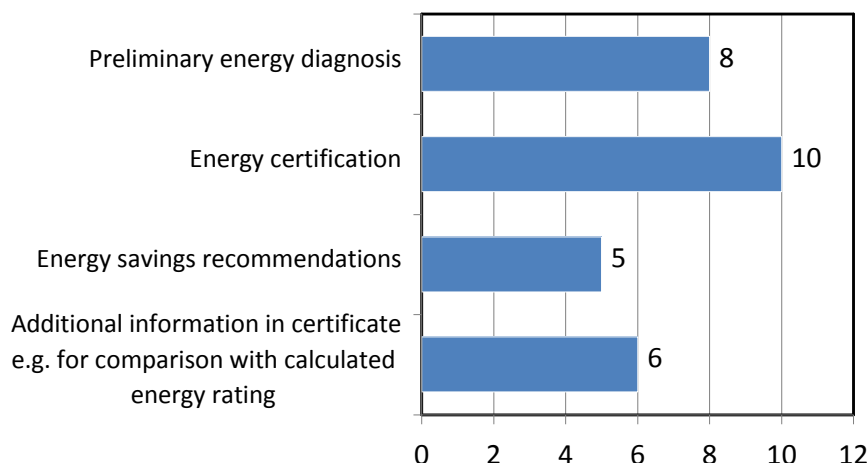 Preliminary energy diagnosis
8
Energy certification
10
Energy savings recommendations
5
Additional information in certificate
e.g. for comparison with calculated
energy rating
6
0 2 4 6 8 10 12